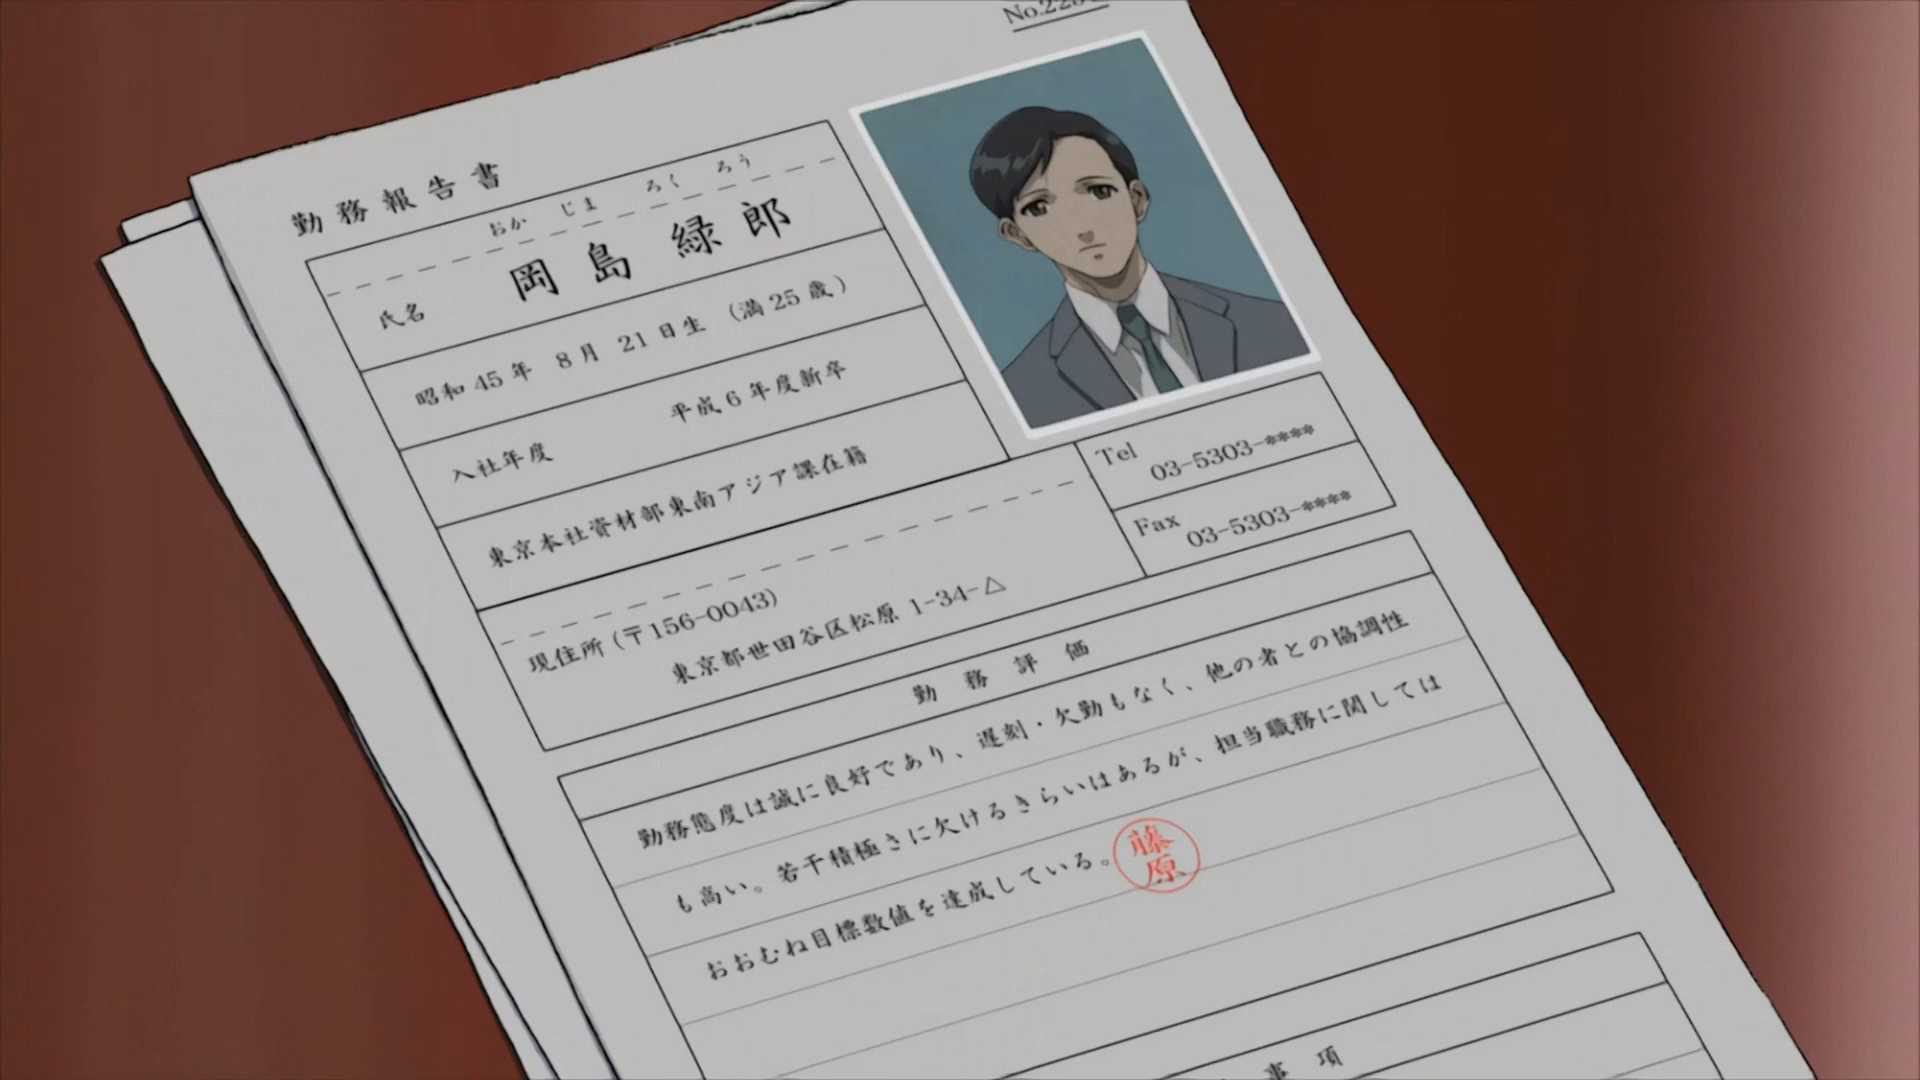 勤務報告書
おか じま ろく ろう
氏名 岡島緑郎
昭和45年 8月 21日生 (満25歳)
入社年度 平成6年度新卒
東京本社資材部東南アジア課在籍
Tel 03-5303-****
Fax 03-5303-****
現住所(〒156-0043)
東京都世田谷区松原 1-34-△
勤務評価
勤務態度は誠に良好であり、遅刻・欠勤もなく、他の者との協調性
も高い。若干積極さに欠けるきらいはあるが、担当職務に関しては
おおむね目標数値を達成している。
藤原
事項